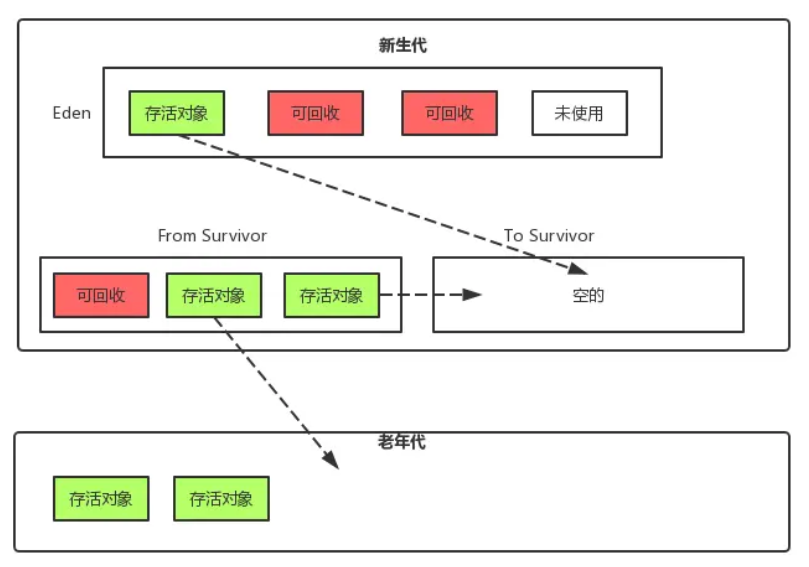 新生代
Eden
存活对象
可回收
可回收
未使用
From Survivor
To Survivor
可回收
存活对象
存活对象
空的
老年代
存活对象
存活对象